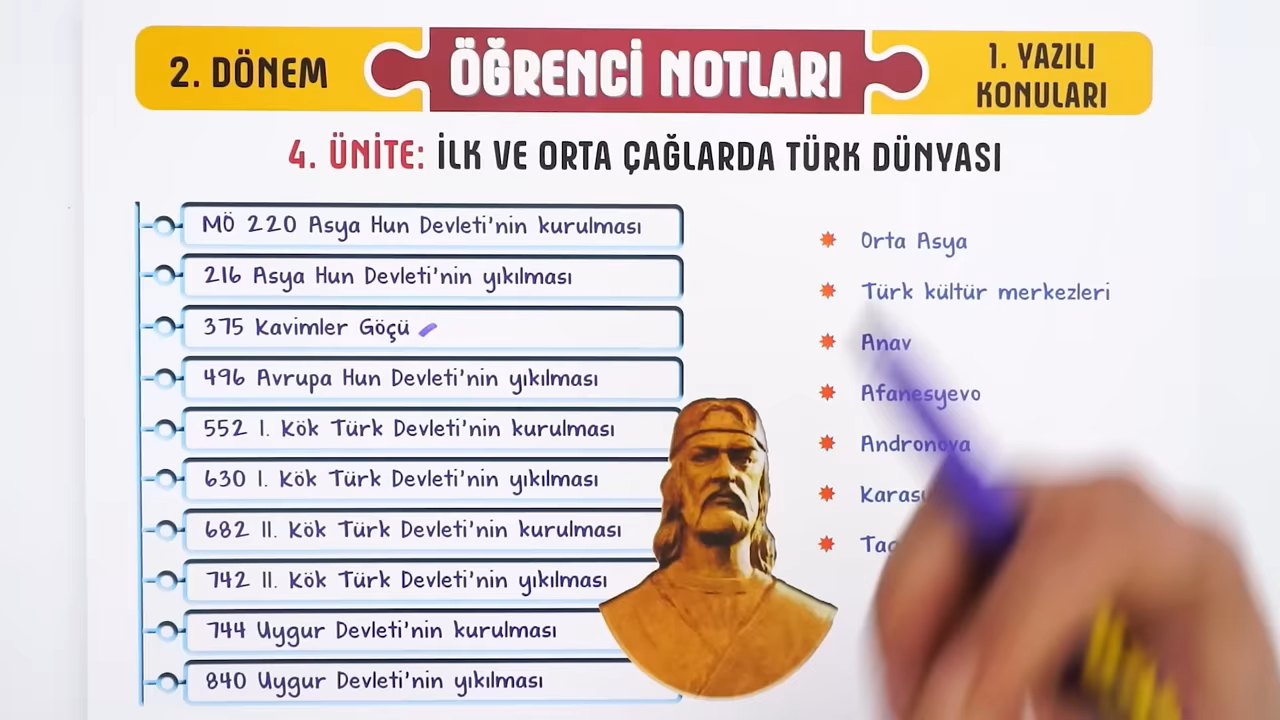 2. DÖNEM
ÖĞRENCİ NOTLARI
1. YAZILI
KONULARI
4. ÜNİTE: İLK VE ORTA ÇAĞLARDA TÜRK DÜNYASI
MÖ 220 Asya Hun Devleti'nin kurulması
216 Asya Hun Devleti'nin yıkılması
375 Kavimler Göçü
496 Avrupa Hun Devleti'nin yıkılması
552 I. Kök Türk Devleti'nin kurulması
630 I. Kök Türk Devleti'nin yıkılması
682 II. Kök Türk Devleti'nin kurulması
742 II. Kök Türk Devleti'nin yıkılması
744 Uygur Devleti'nin kurulması
840 Uygur Devleti'nin yıkılması
Orta Asya
Türk kültür merkezleri
Anav
Afanesyevo
Andronova